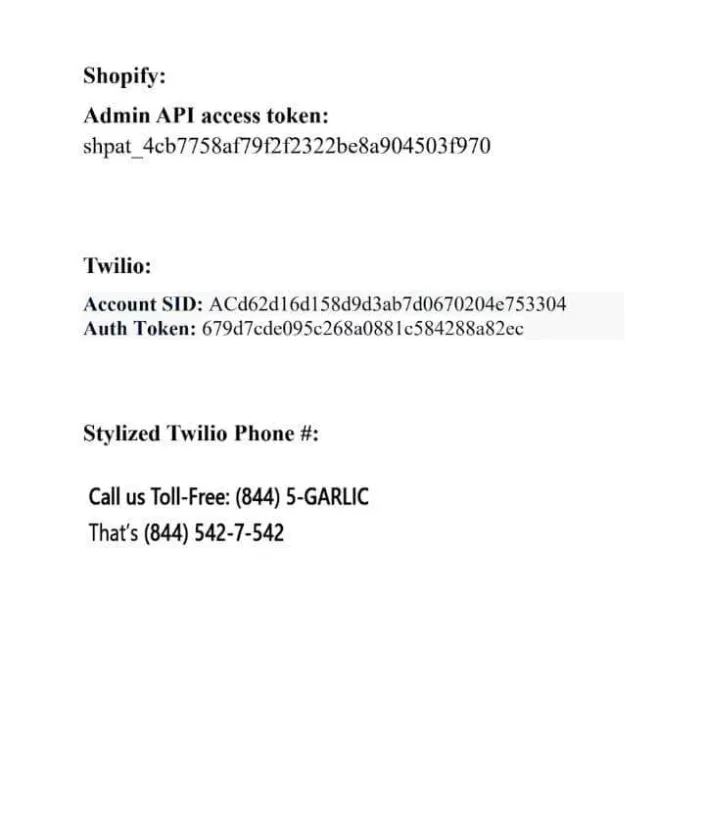 Shopify:
Admin API access token:
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
Twilio:
Account SID: ACd62d16d158d9d3ab7d0670204e753304
Auth Token: 679d7cde095c268a0881c584288a82ec
Stylized Twilio Phone #:
Call us Toll-Free: (844) 5-GARLIC
That's (844) 542-7-542